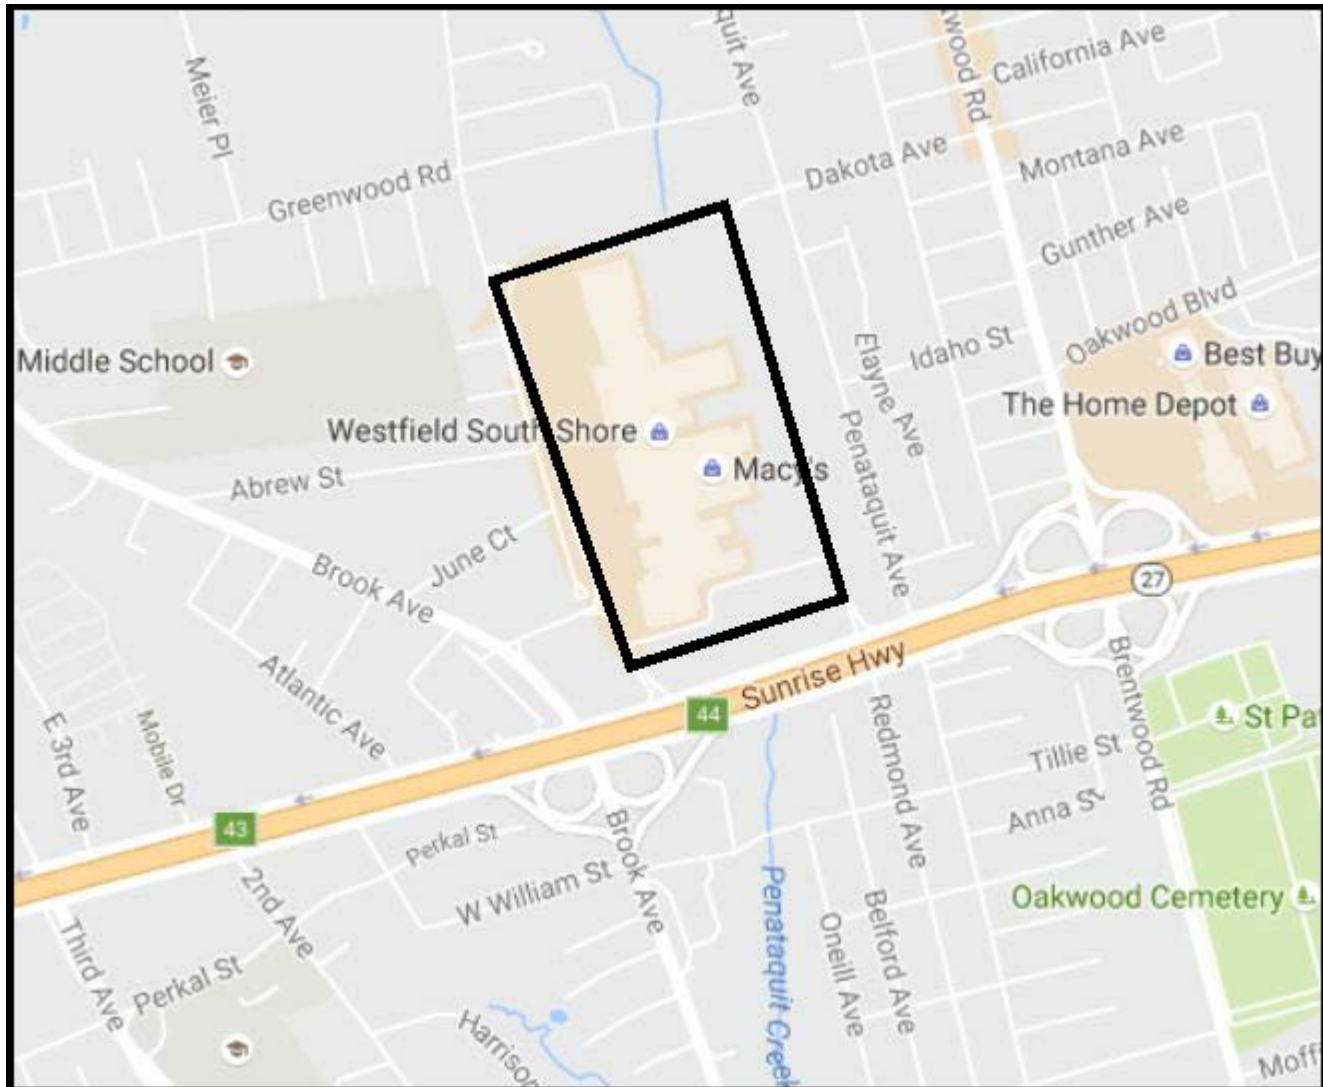 quit Ave
wood Rd
California Ave
Meier Pl
Dakota Ave
Montana Ave
Greenwood Rd
Gunther Ave
Oakwood Blvd
Elayne Ave
Idaho St
Middle School
Best Buy
The Home Depot
Westfield South Shore
Penataquit Ave
Macy's
Abrew St
June Ct
Brook Ave
27
Atlantic Ave
Sunrise Hwy
Brentwood Rd
44
St Pa
E 3rd Ave
Mobile Dr
Redmond Ave
Tillie St
Anna St
43
Perkal St
Brook Ave
2nd Ave
W William St
Penataquit Creek
Belford Ave
Oneill Ave
Oakwood Cemetery
Third Ave
Perkal St
Harrison
Moffi